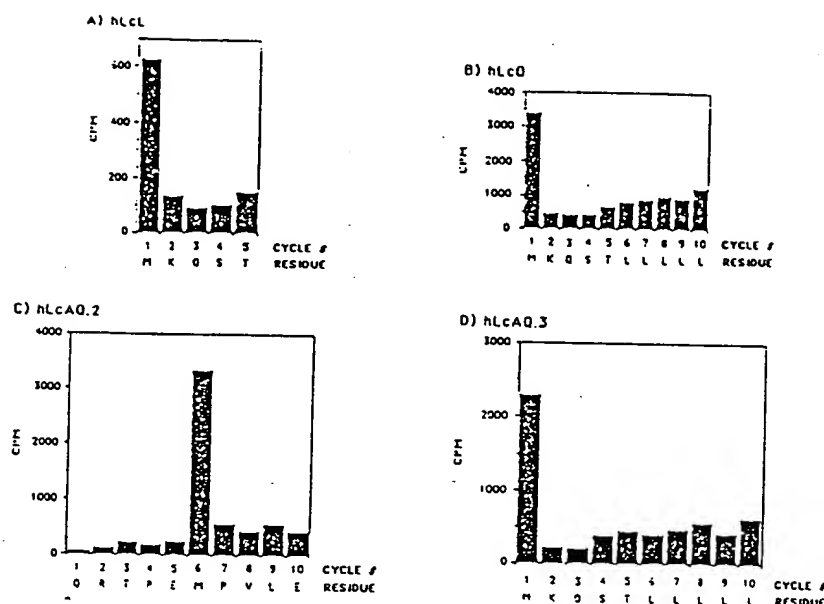 A) hLcL
600
400
200
0
CPM
1 2 3 4 5 CYCLE #
M K Q S T RESIDUE
B) hLcQ
4000
3000
2000
1000
0
CPM
1 2 3 4 5 6 7 8 9 10 CYCLE #
M K Q S T L L L L L RESIDUE
C) hLcAQ.2
4000
3000
2000
1000
0
CPM
1 2 3 4 5 6 7 8 9 10 CYCLE #
Q R T P E M P V L E RESIDUE
D) hLcAQ.3
3000
2000
1000
0
CPM
1 2 3 4 5 6 7 8 9 10 CYCLE #
M K Q S T L L L L L RESIDUE